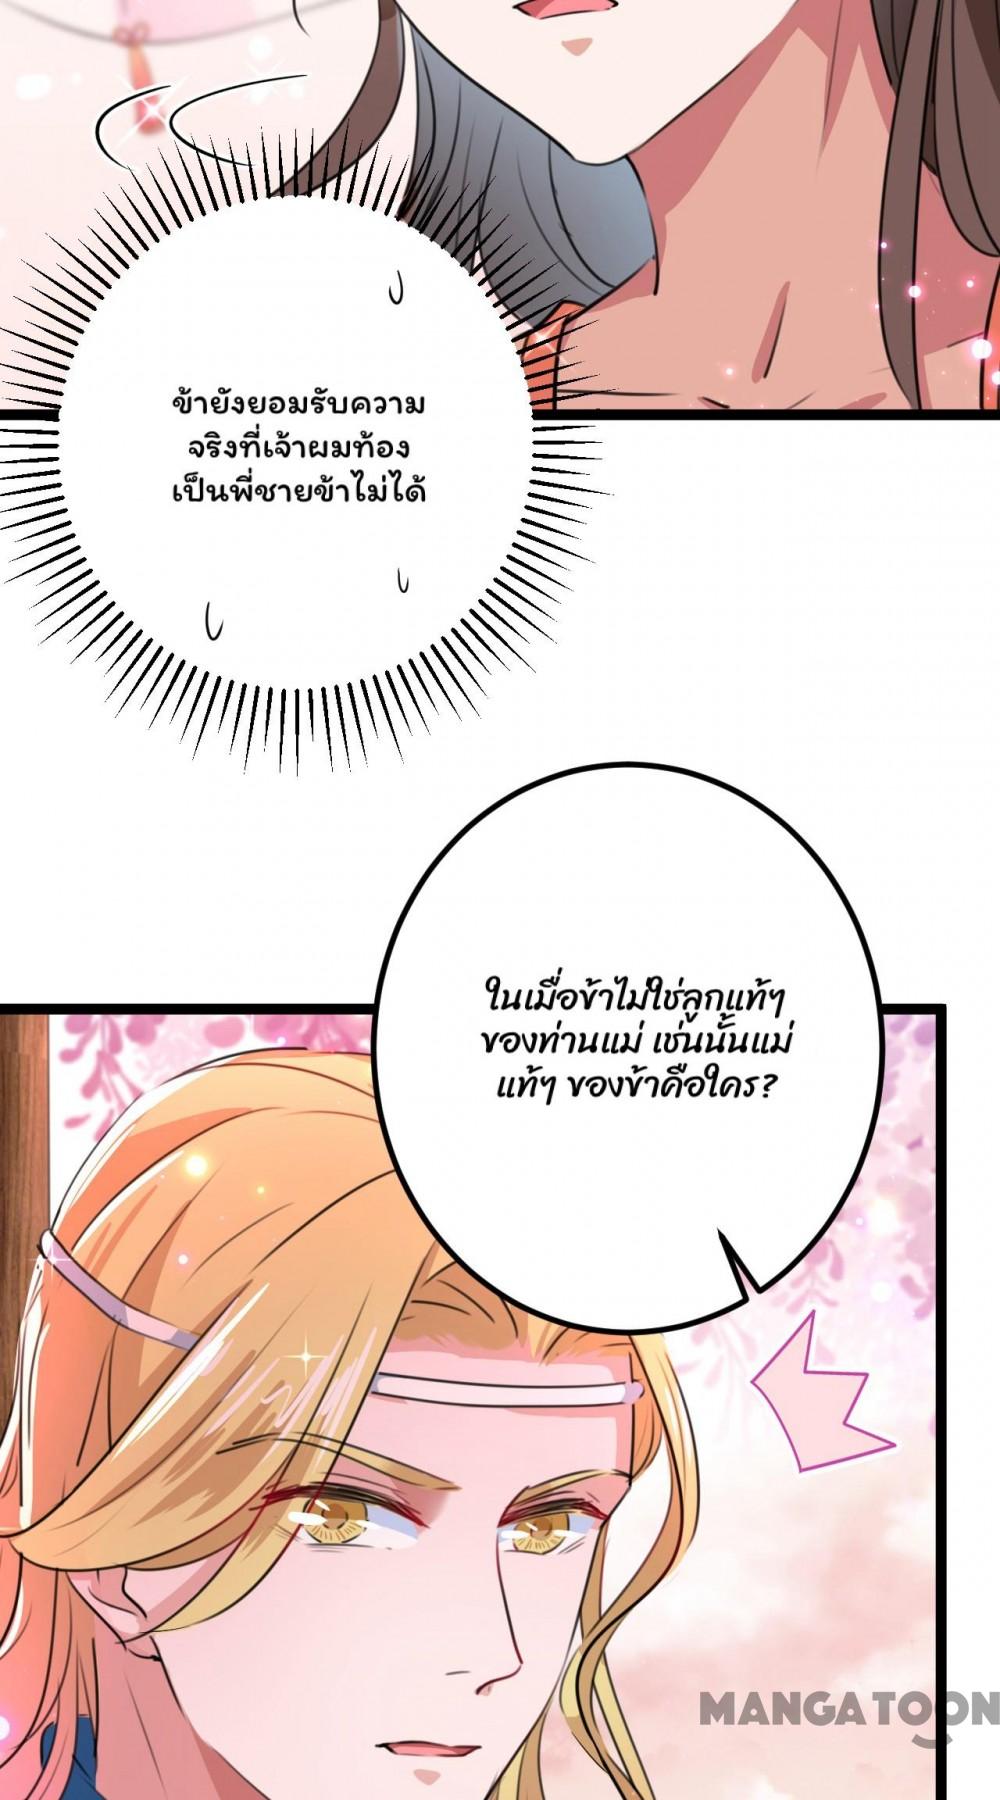 ข้ายังยอมรับความ
จริงที่เจ้าผมท้อง
เป็นพี่ชายข้าไม่ได้
ในเมื่อข้าไม่ใช่ลูกแท้ๆ
ของท่านแม่ เช่นนั้นแม่
แท้ๆ ของข้าคือใคร?
MANGATOON